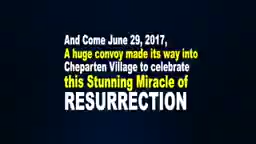 And Come June 29, 2017,
A huge convoy made its way into
Cheparten Village to celebrate
this Stunning Miracle of
RESURRECTION